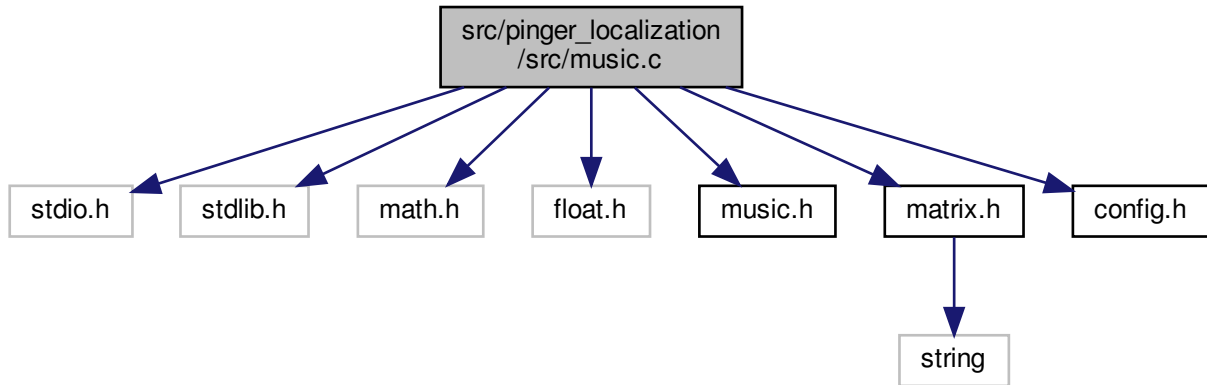 src/pinger_localization
/src/music.c
stdio.h
stdlib.h
math.h
float.h
music.h
matrix.h
config.h
string